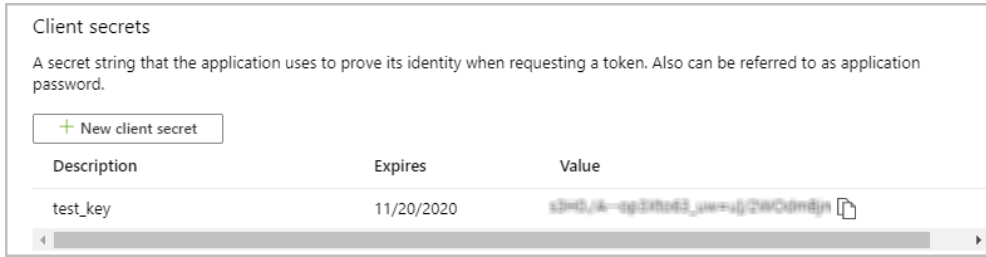 Client secrets
A secret string that the application uses to prove its identity when requesting a token. Also can be referred to as application
password.
+ New client secret
Description Expires Value
test_key 11/20/2020